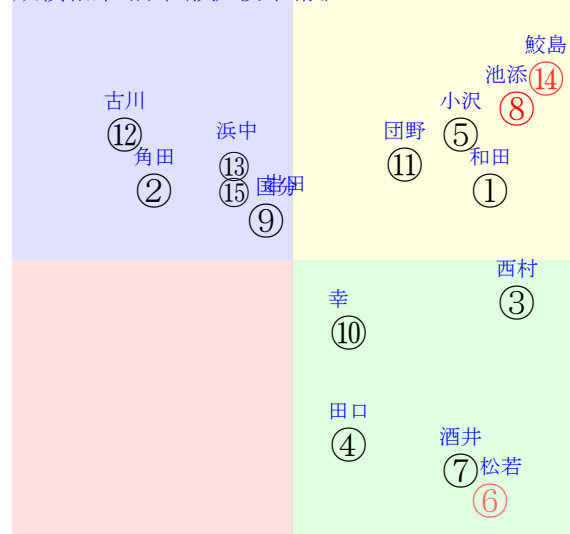 鮫島
池添 ⑭
古川 小沢 ⑧
⑫ 浜中 団野 ⑤
角田 ⑬ ⑪ 和田
② ⑮ 国分 ①
⑨
西村
幸 ③
⑩
田口 酒井
④ ⑦ 松若
⑥